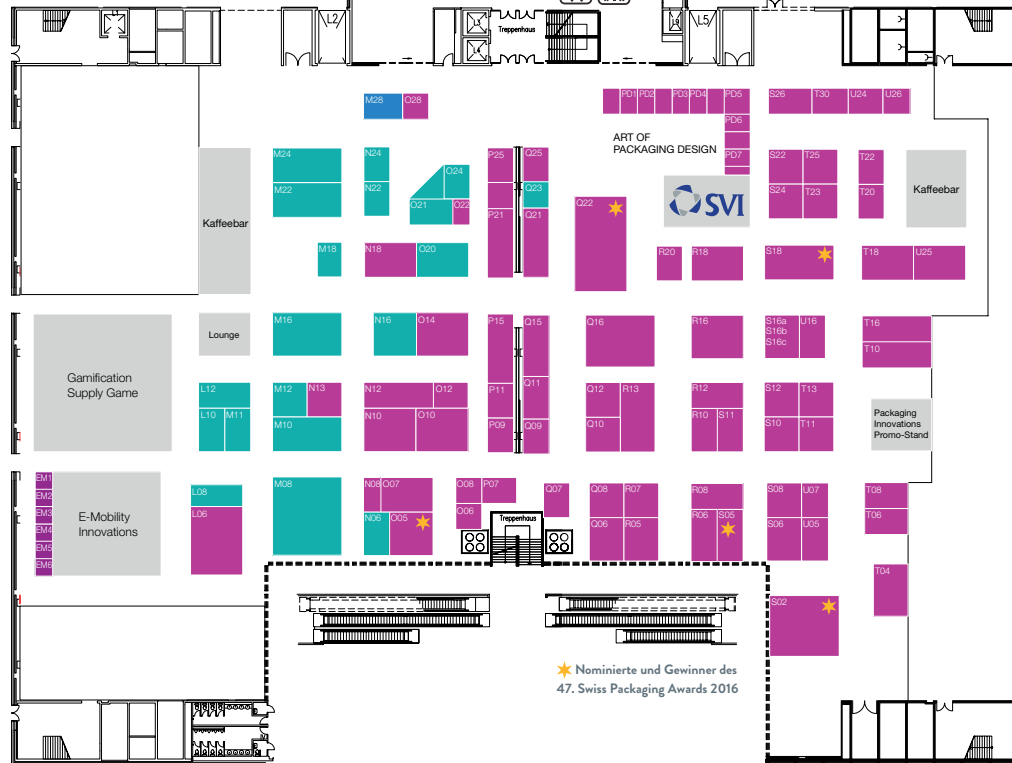 L2
L3
L4
Treppenhaus
L5
M28
O28
PD1
PD2
PD3
PD4
PD5
S26
T30
U24
U26
PD6
ART OF
PACKAGING DESIGN
PD7
M24
N24
O24
P25
Q25
S22
T25
T22
M22
N22
O21
O22
P21
Q23
Q21
Q22
SVI
S24
T23
T20
Kaffeebar
Kaffeebar
M18
N18
O20
R20
R18
S18
T18
U25
Lounge
M16
N16
O14
P15
Q15
Q16
R16
S16a
S16b
S16c
U16
T16
T10
Gamification
Supply Game
L12
M12
N13
N12
O12
P11
Q11
Q12
R13
R12
S12
T13
L10
M11
M10
N10
O10
P09
Q09
Q10
R10
S11
S10
T11
Packaging
Innovations
Promo-Stand
EM1
EM2
EM3
EM4
EM5
EM6
E-Mobility
Innovations
L08
L06
M08
N08
O07
N06
O05
O08
P07
O06
Q07
Treppenhaus
Q08
R07
Q06
R05
R08
R06
S05
S08
U07
S06
U05
T08
T06
T04
S02
Nominierte und Gewinner des
47. Swiss Packaging Awards 2016